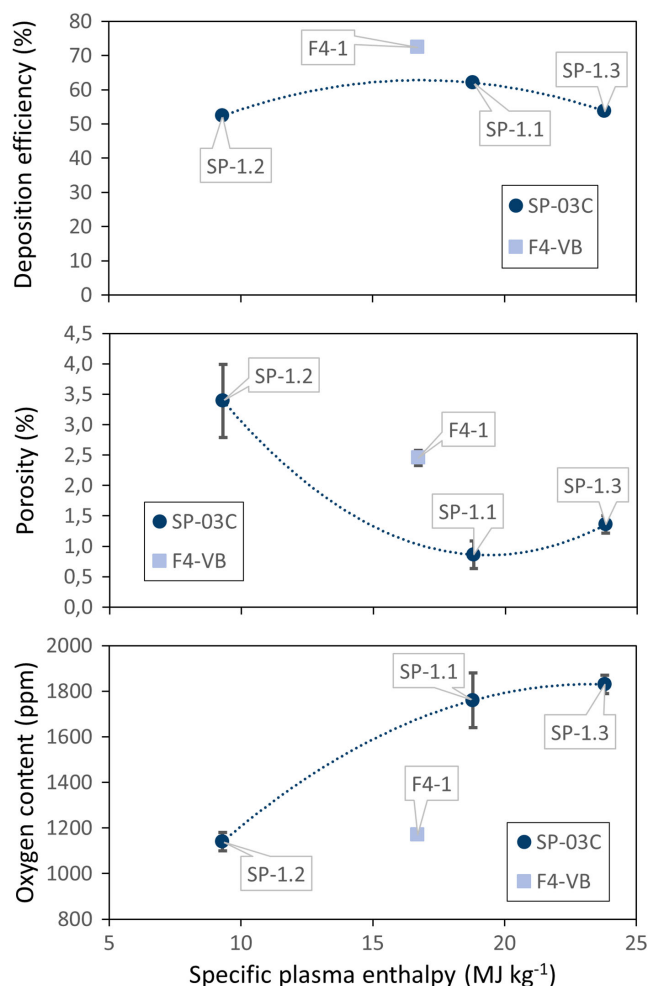 Deposition efficiency (%)
80
70
60
50
40
30
20
10
0
F4-1
SP-1.2
SP-1.1
SP-1.3
SP-03C
F4-VB
Porosity (%)
4,5
4,0
3,5
3,0
2,5
2,0
1,5
1,0
0,5
0,0
SP-1.2
F4-1
SP-1.1
SP-1.3
SP-03C
F4-VB
Oxygen content (ppm)
2000
1800
1600
1400
1200
1000
800
SP-1.1
SP-1.3
F4-1
SP-1.2
SP-03C
F4-VB
5 10 15 20 25
Specific plasma enthalpy (MJ kg⁻¹)